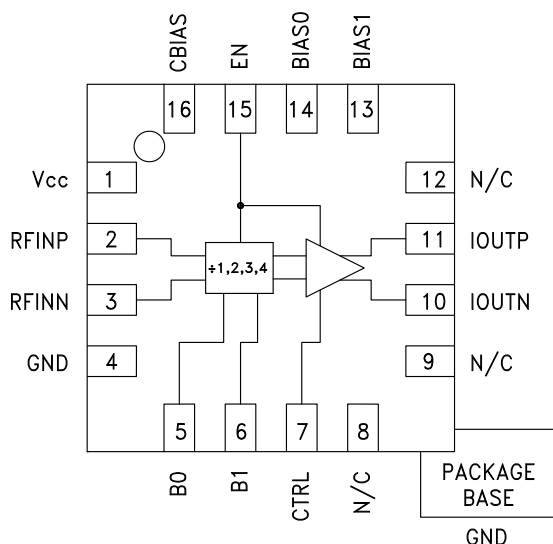 CBIAS
EN
BIAS0
BIAS1
16
15
14
13
Vcc
1
12
N/C
RFINP
2
11
IOUTP
÷1,2,3,4
RFINN
3
10
IOUTN
GND
4
9
N/C
5
6
7
8
B0
B1
CTRL
N/C
PACKAGE
BASE
GND